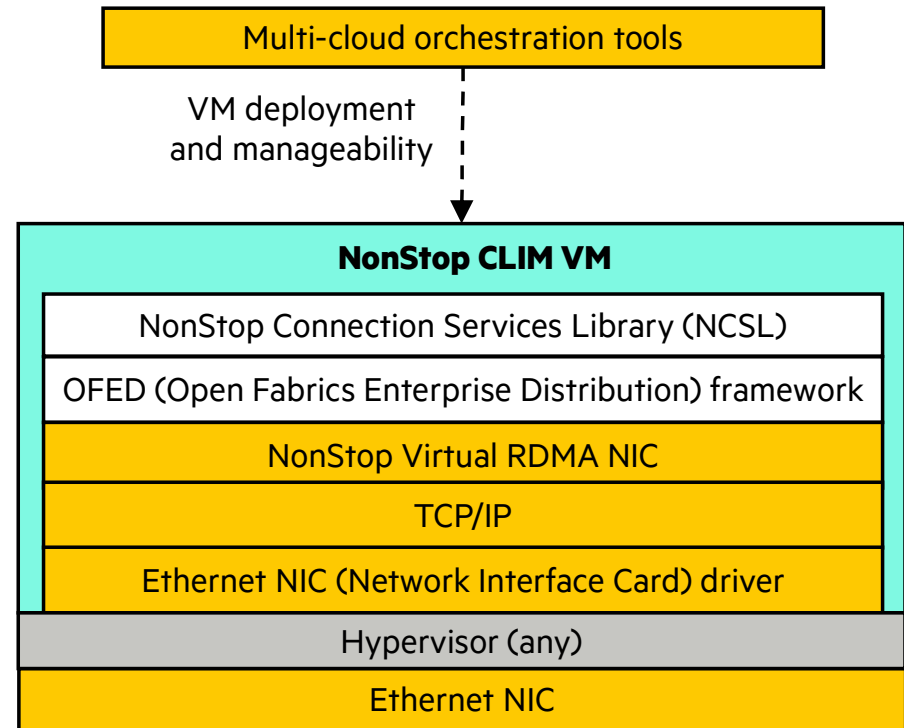 Multi-cloud orchestration tools
VM deployment
and manageability
NonStop CLIM VM
NonStop Connection Services Library (NCSL)
OFED (Open Fabrics Enterprise Distribution) framework
NonStop Virtual RDMA NIC
TCP/IP
Ethernet NIC (Network Interface Card) driver
Hypervisor (any)
Ethernet NIC